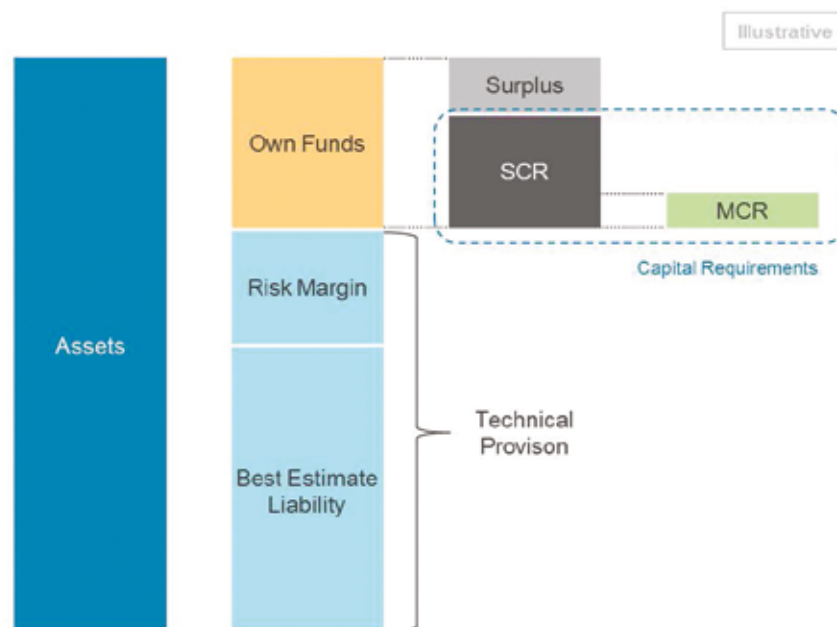 Illustrative
Surplus
Own Funds
SCR
MCR
Capital Requirements
Risk Margin
Assets
Technical
Provison
Best Estimate
Liability